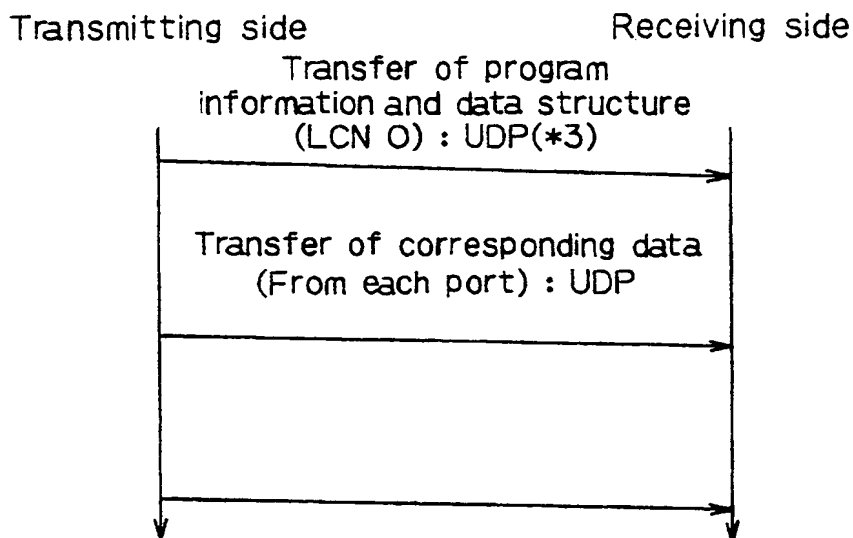 Transmitting side
Receiving side
Transfer of program
information and data structure
(LCN 0) : UDP(*3)
Transfer of corresponding data
(From each port) : UDP